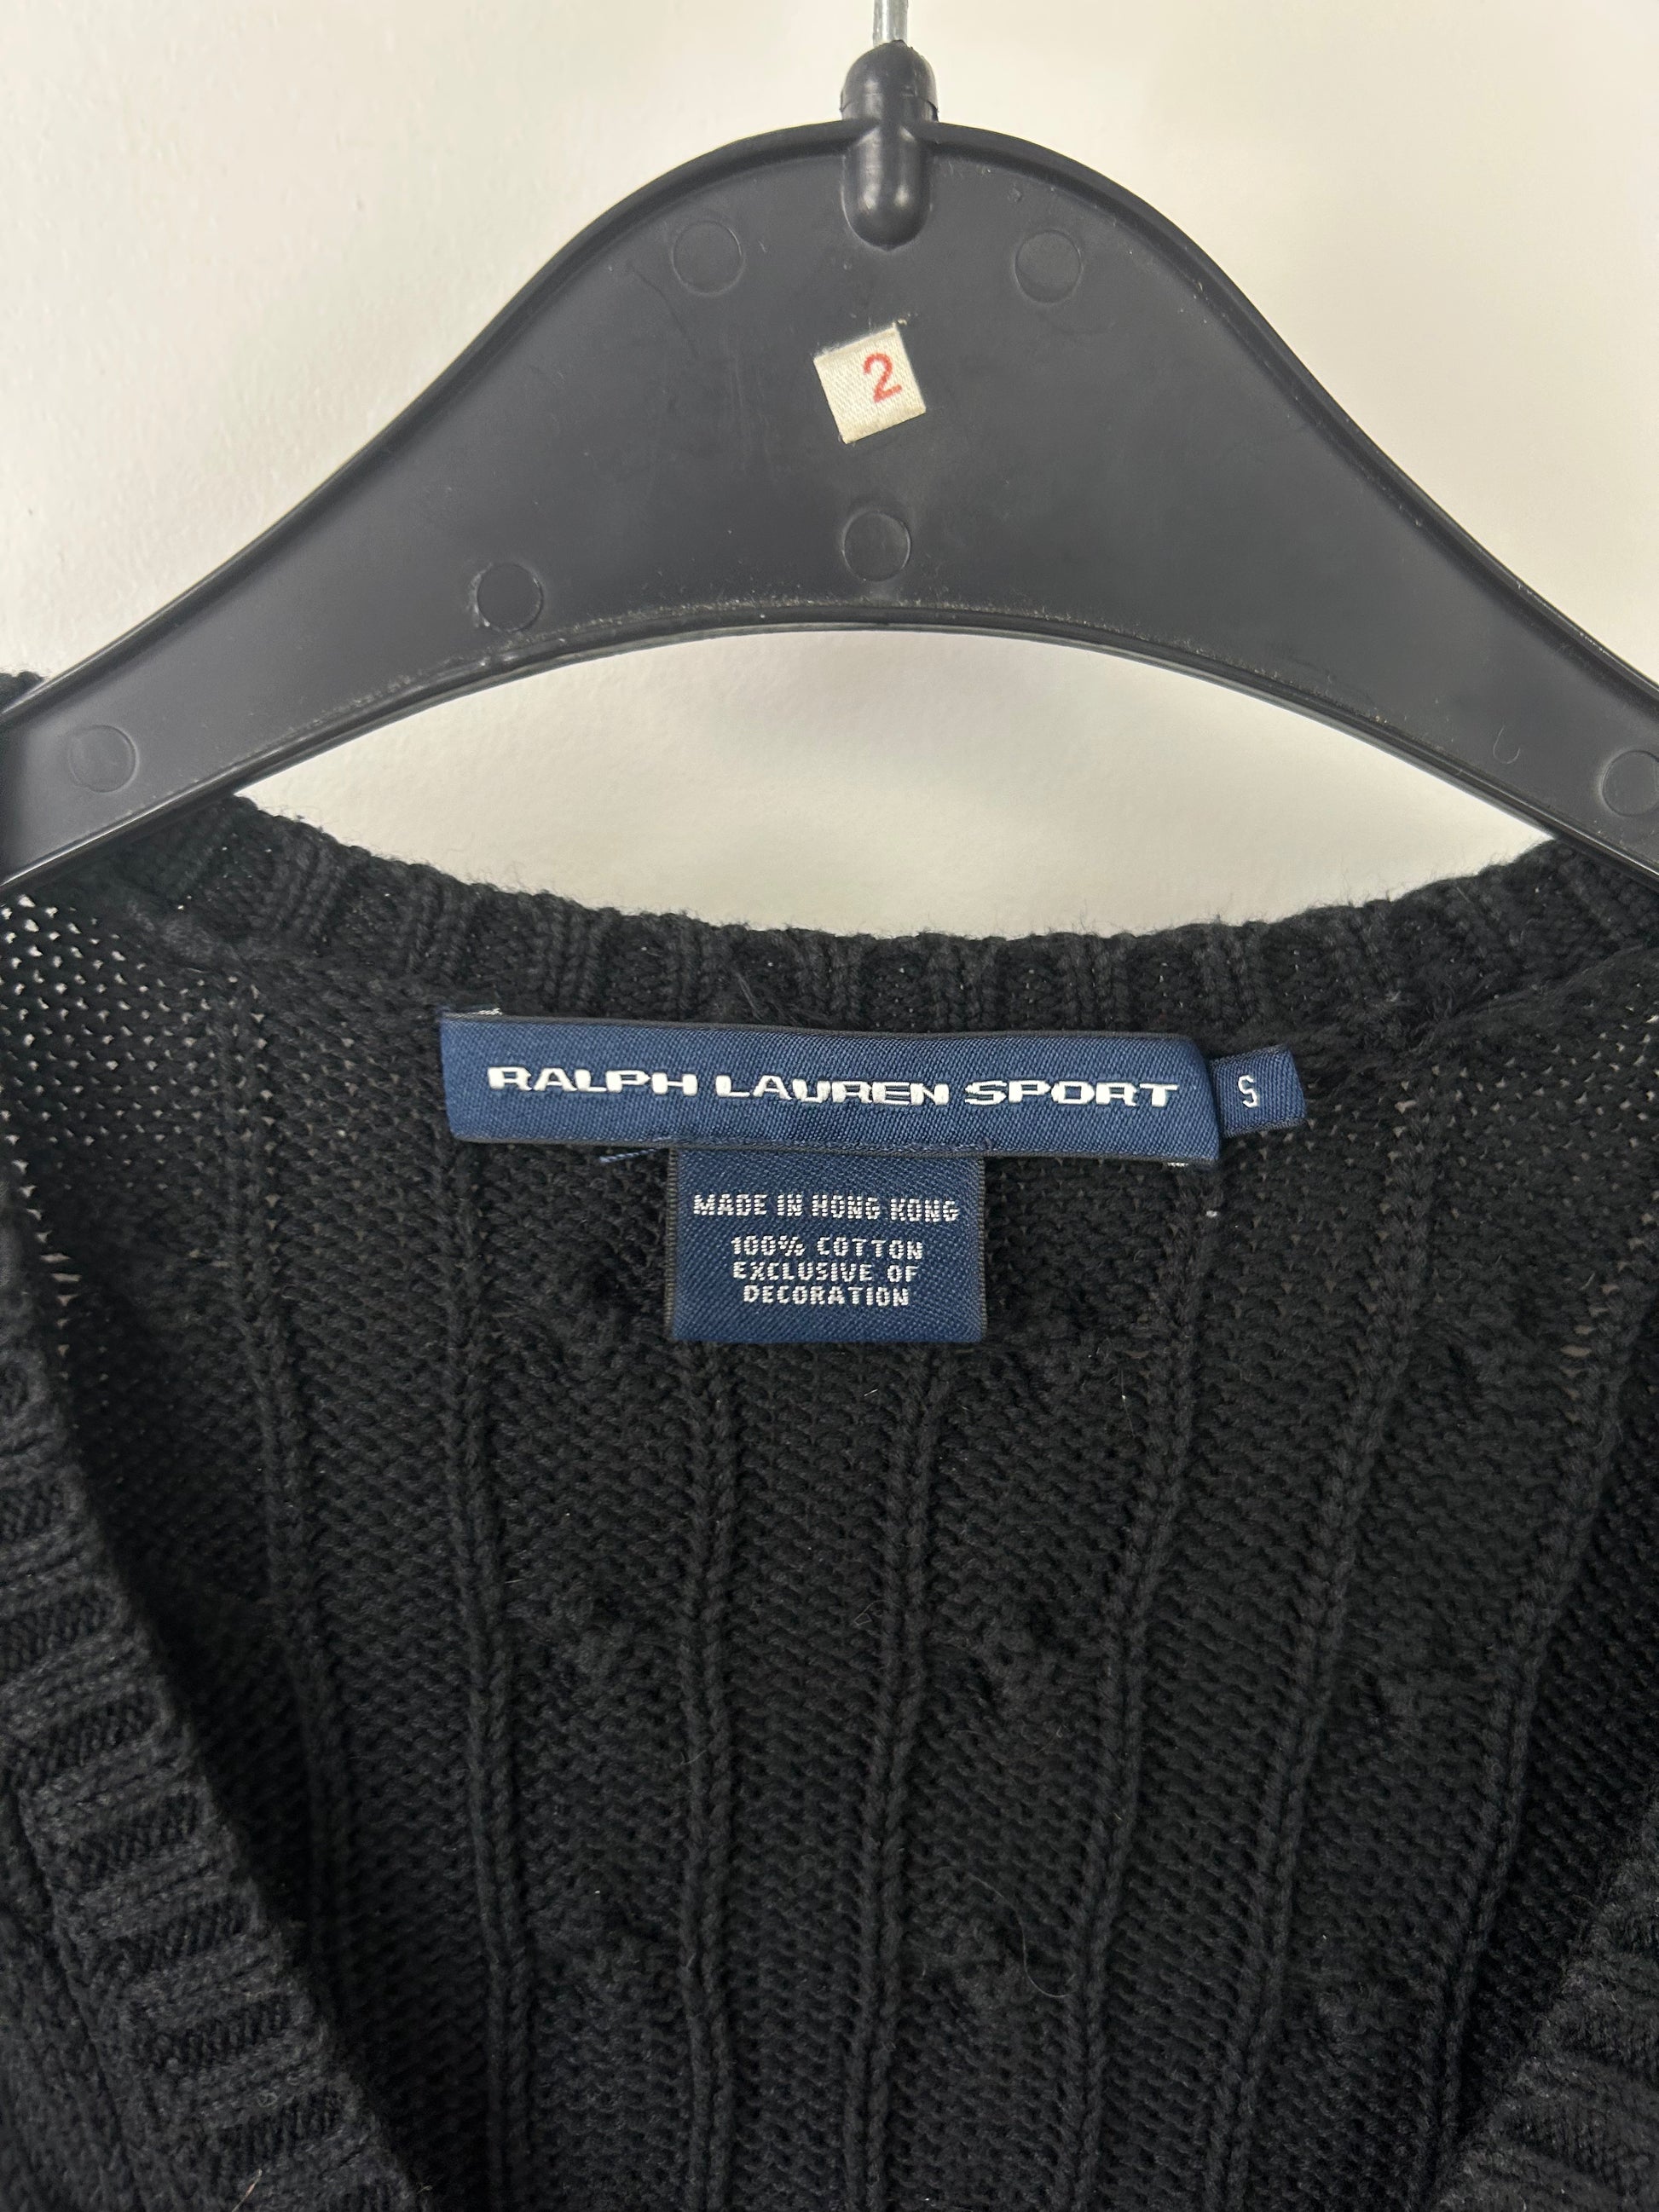 2
RALPH LAUREN SPORT S
MADE IN HONG KONG
100% COTTON
EXCLUSIVE OF
DECORATION